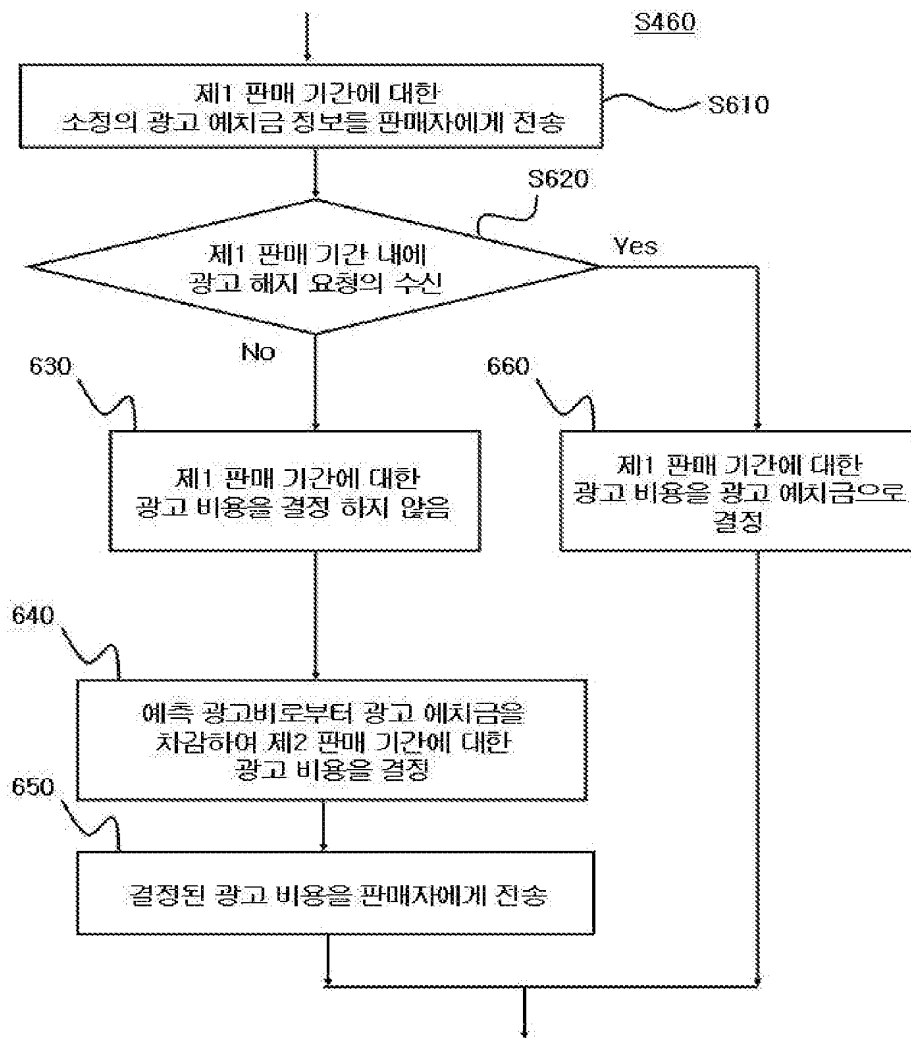 S460
제1 판매 기간에 대한
소정의 광고 예치금 정보를 판매자에게 전송
S610
S620
제1 판매 기간 내에
광고 해지 요청의 수신
Yes
No
630
제1 판매 기간에 대한
광고 비용을 결정 하지 않음
660
제1 판매 기간에 대한
광고 비용을 광고 예치금으로
결정
640
예측 광고비로부터 광고 예치금을
차감하여 제2 판매 기간에 대한
광고 비용을 결정
650
결정된 광고 비용을 판매자에게 전송